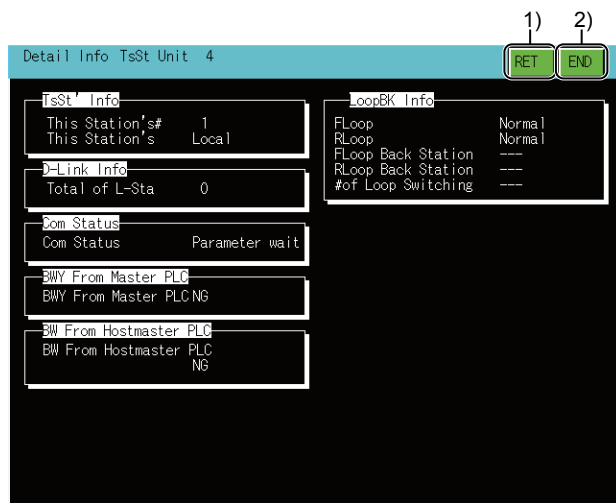 1) 2)
Detail Info TsSt Unit 4 RET END
TsSt' Info
This Station's# 1
This Station's Local
D-Link Info
Total of L-Sta 0
Com Status
Com Status Parameter wait
BWY From Master PLC
BWY From Master PLC NG
BW From Hostmaster PLC
BW From Hostmaster PLC
NG
LoopBK Info
FLoop Normal
RLoop Normal
FLoop Back Station ---
RLoop Back Station ---
#of Loop Switching ---